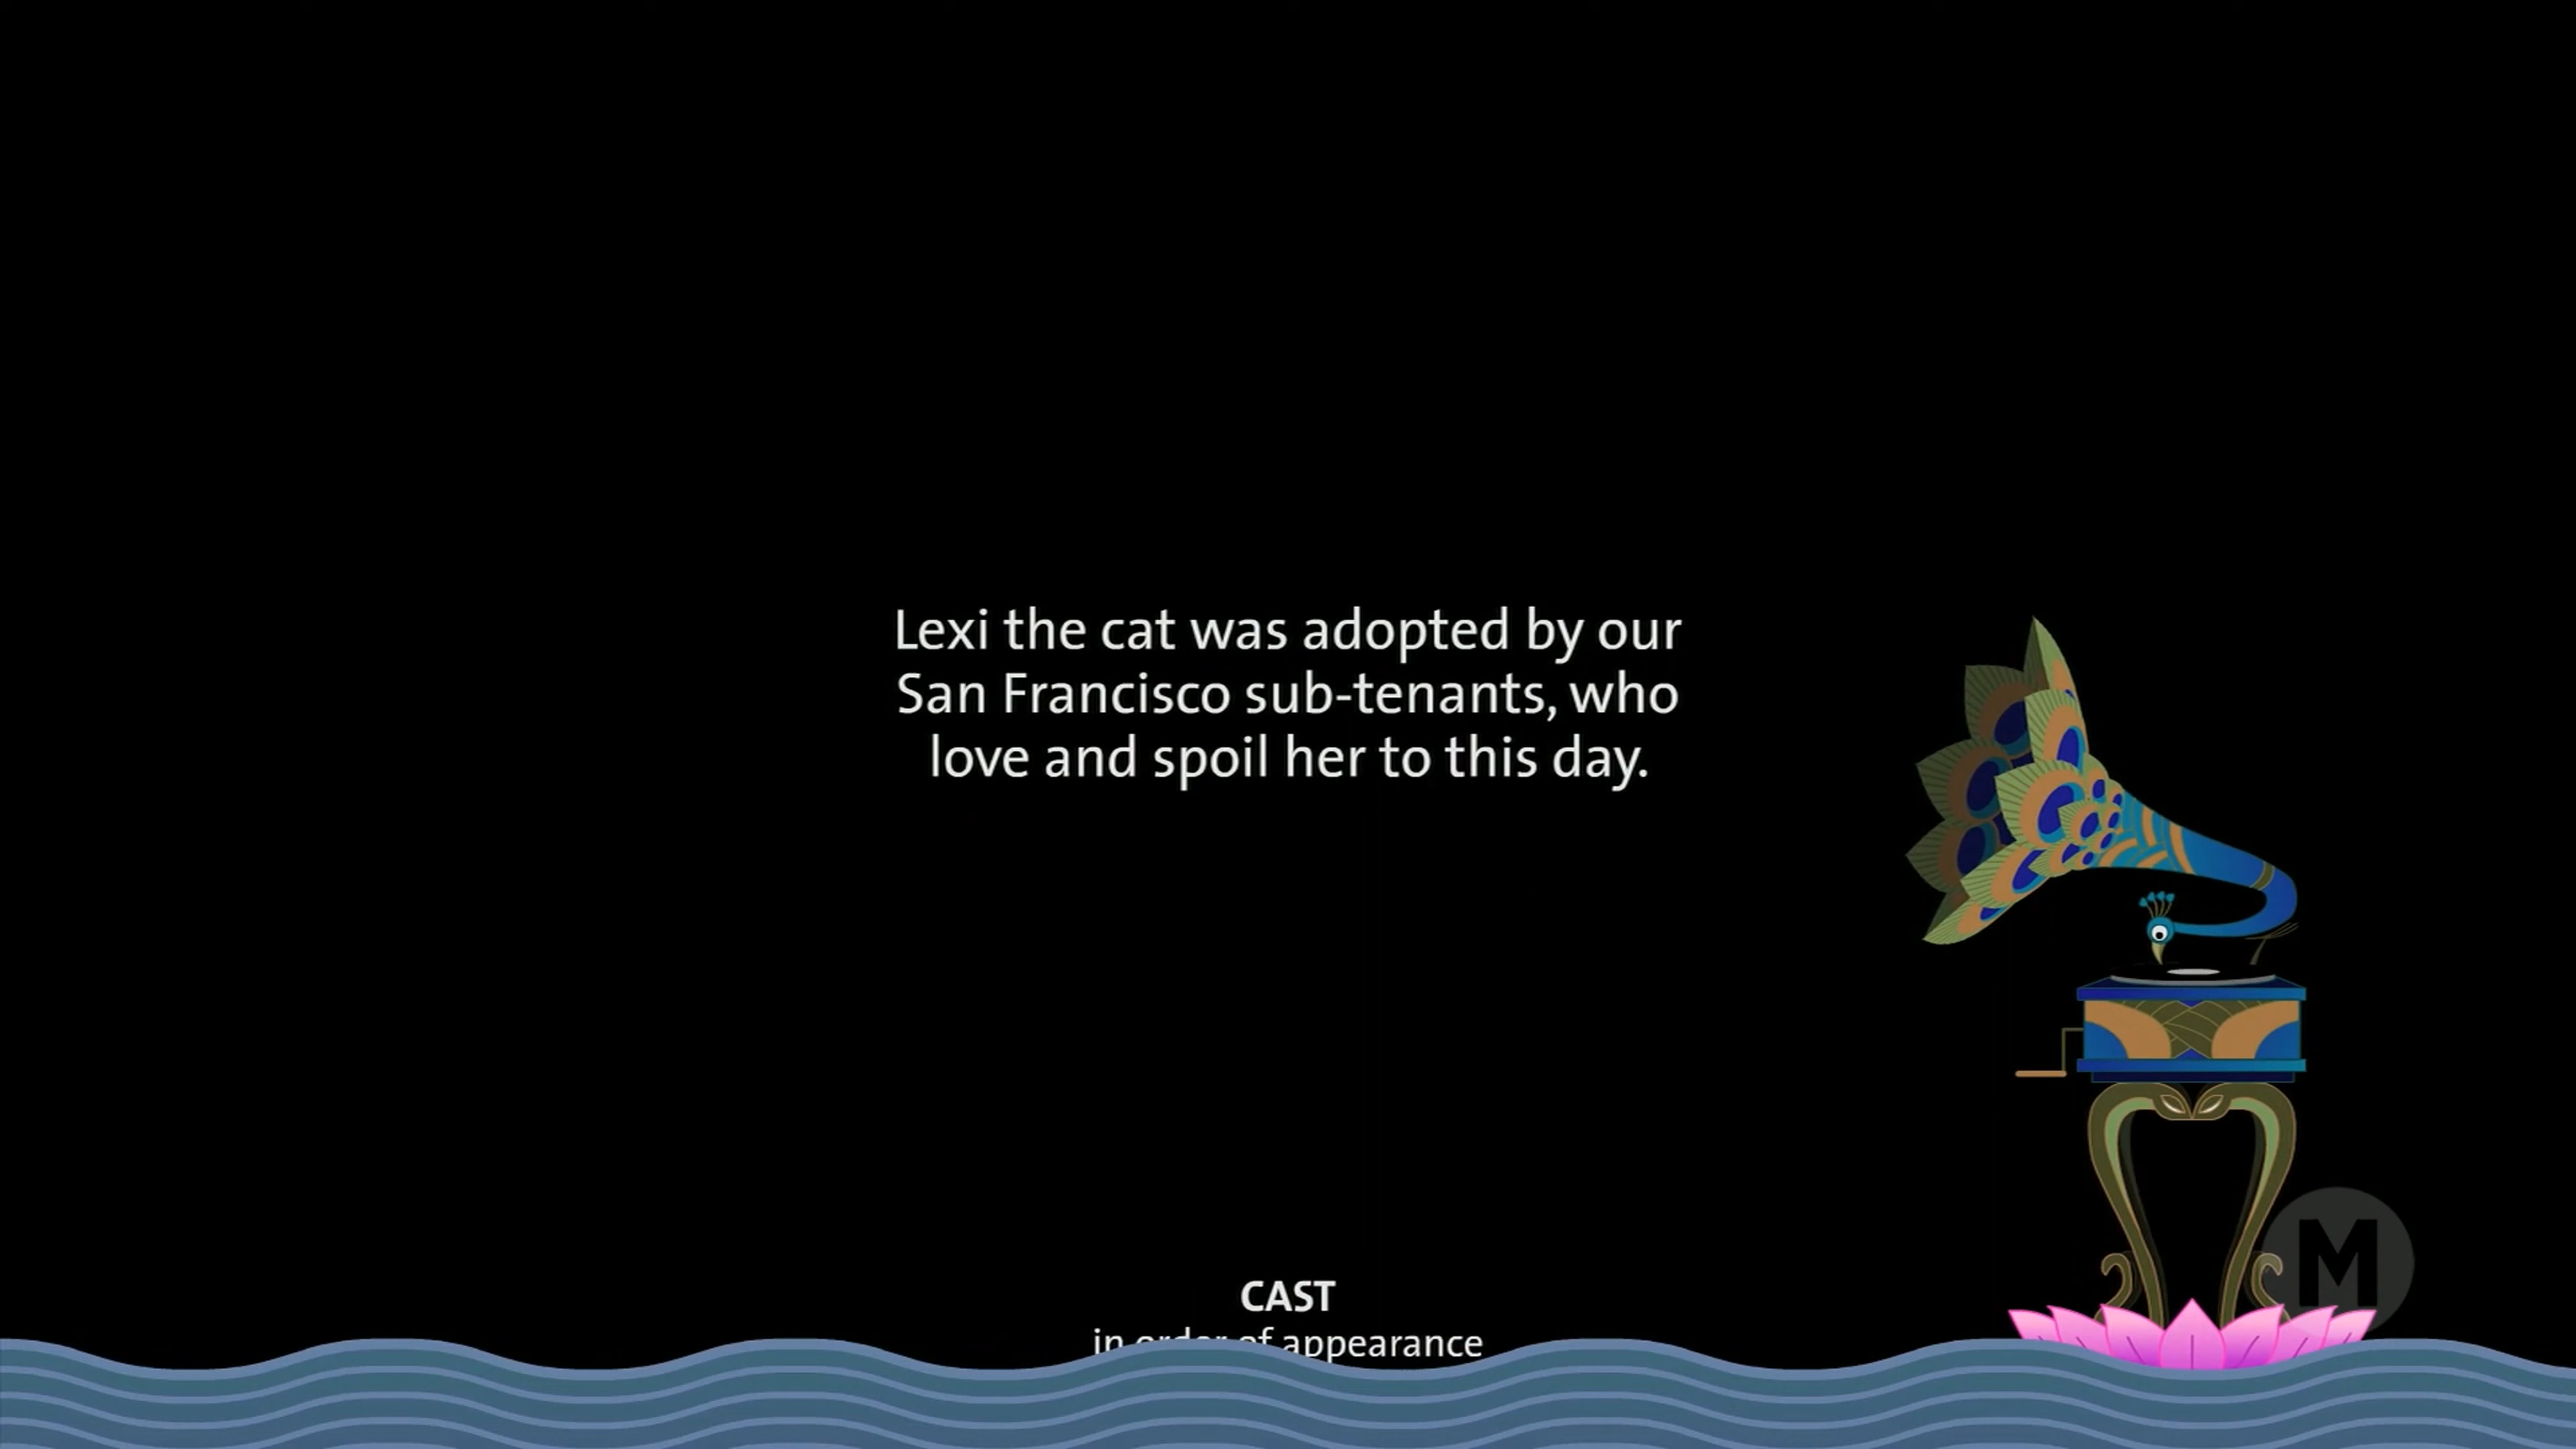 Lexi the cat was adopted by our
San Francisco sub-tenants, who
love and spoil her to this day.
CAST
in order of appearance
M